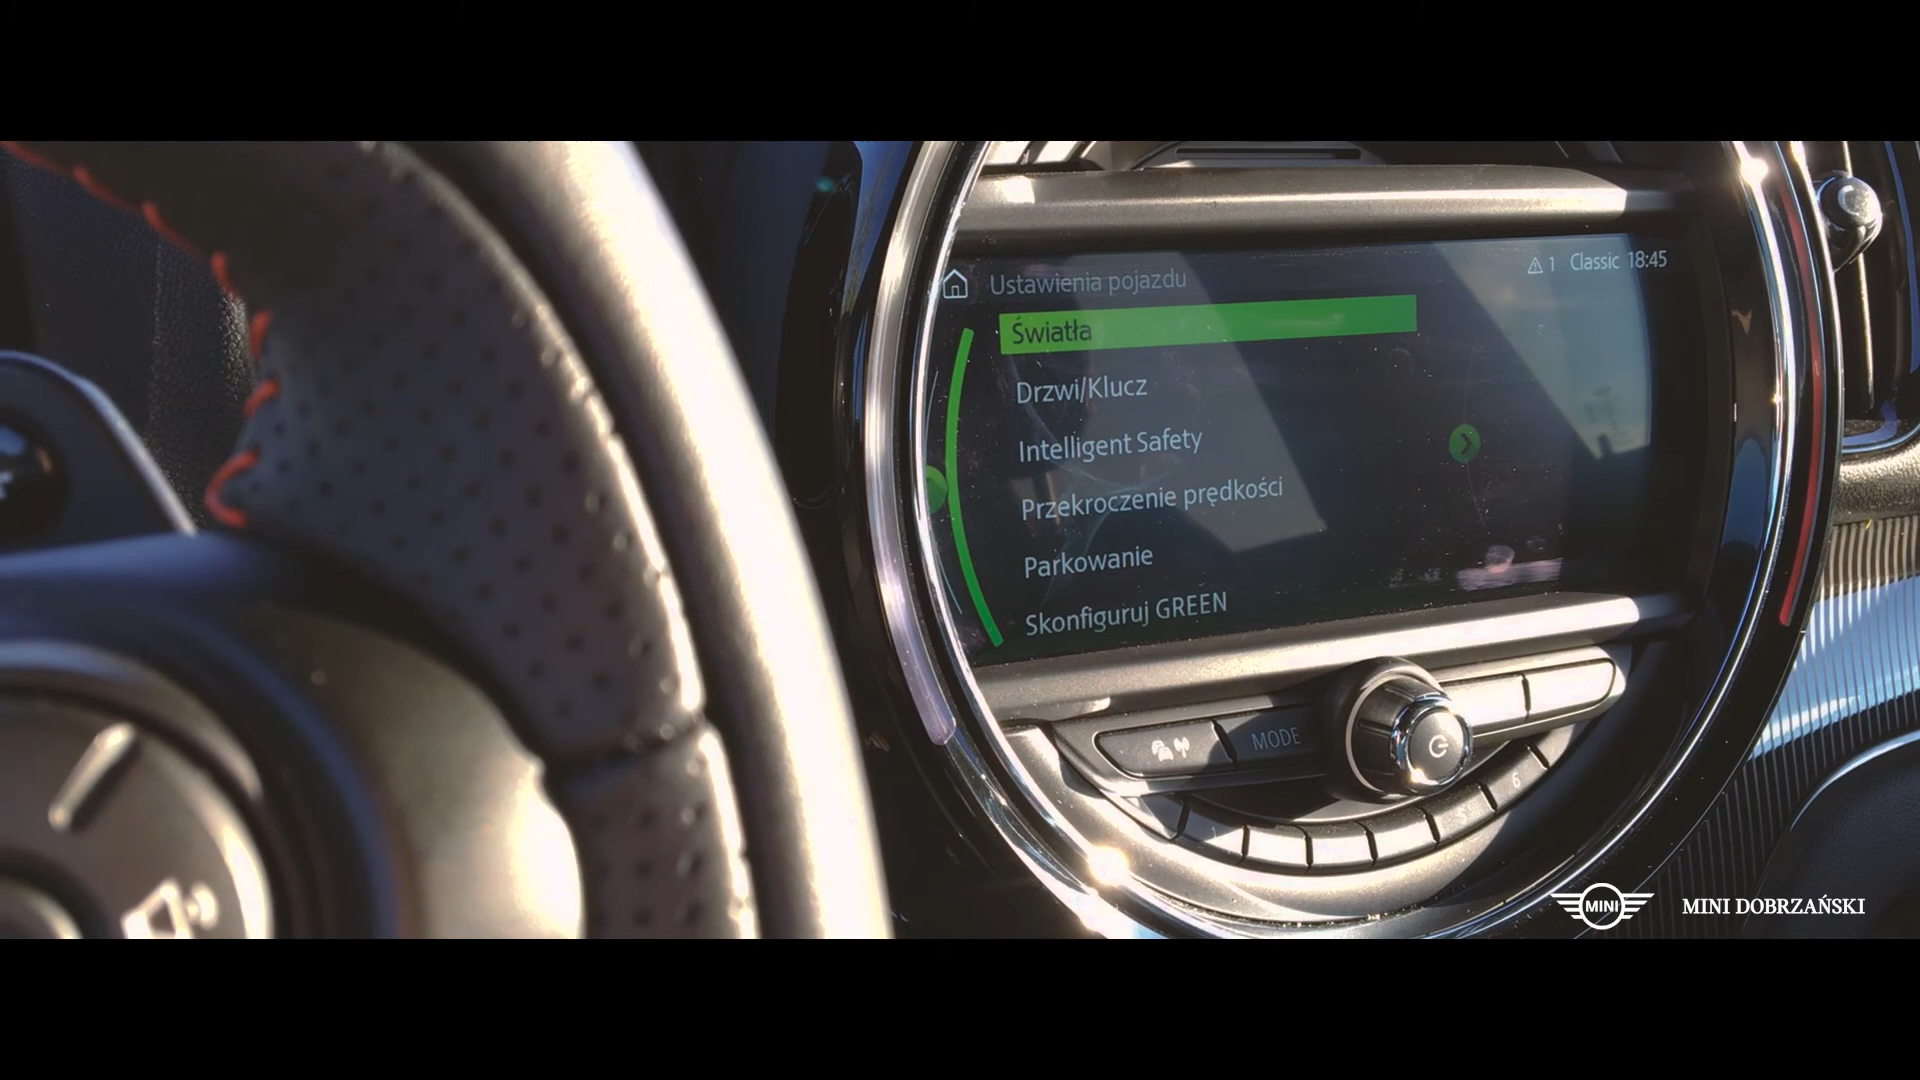 Ustawienia pojazdu
1 Classic 18:45
Światła
Drzwi/Klucz
Intelligent Safety
Przekroczenie prędkości
Parkowanie
Skonfiguruj GREEN
MODE
1
6
MINI
MINI DOBRZAŃSKI